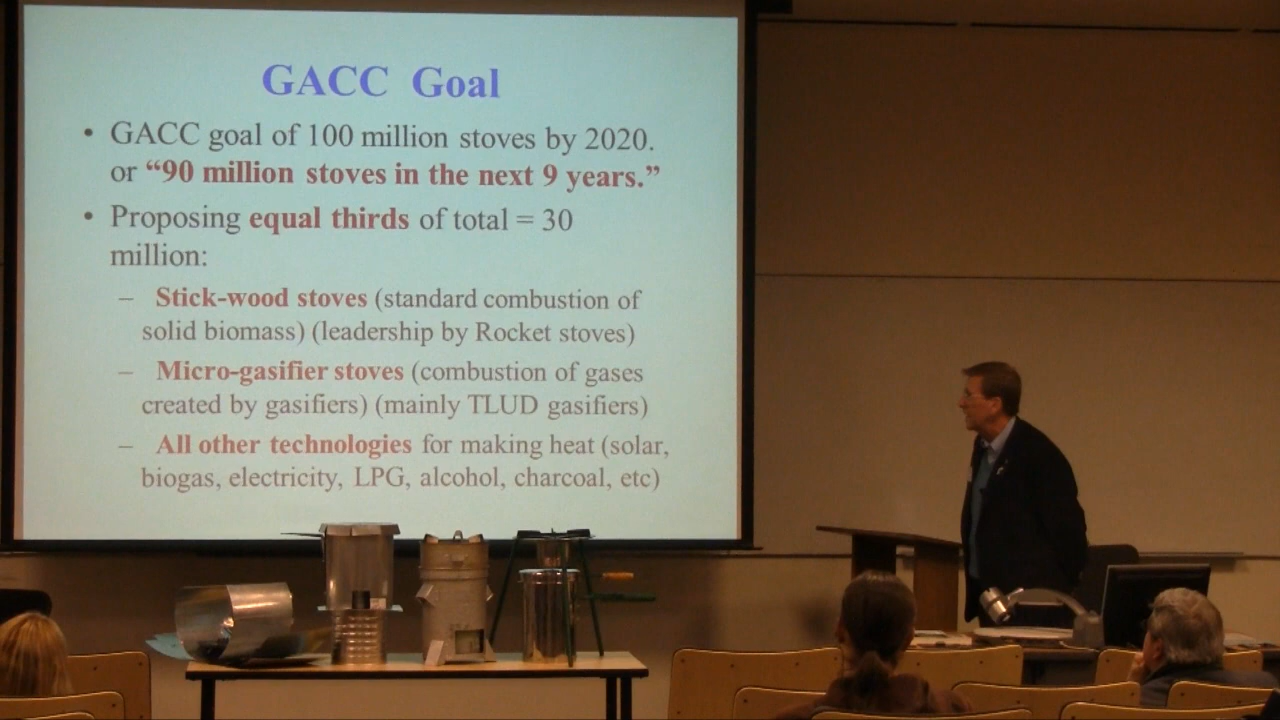 GACC Goal
• GACC goal of 100 million stoves by 2020.
or “90 million stoves in the next 9 years.”
• Proposing equal thirds of total = 30
million:
– Stick-wood stoves (standard combustion of
solid biomass) (leadership by Rocket stoves)
– Micro-gasifier stoves (combustion of gases
created by gasifiers) (mainly TLUD gasifiers)
– All other technologies for making heat (solar,
biogas, electricity, LPG, alcohol, charcoal, etc)